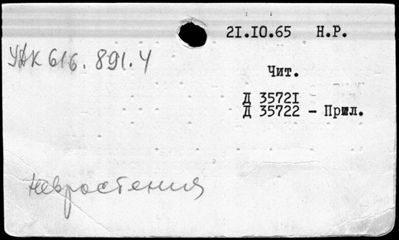 21.10.65 Н.Р.
УДК 616.891.4
Чит.
Д 35721
Д 35722 - Прил.
Неврастения